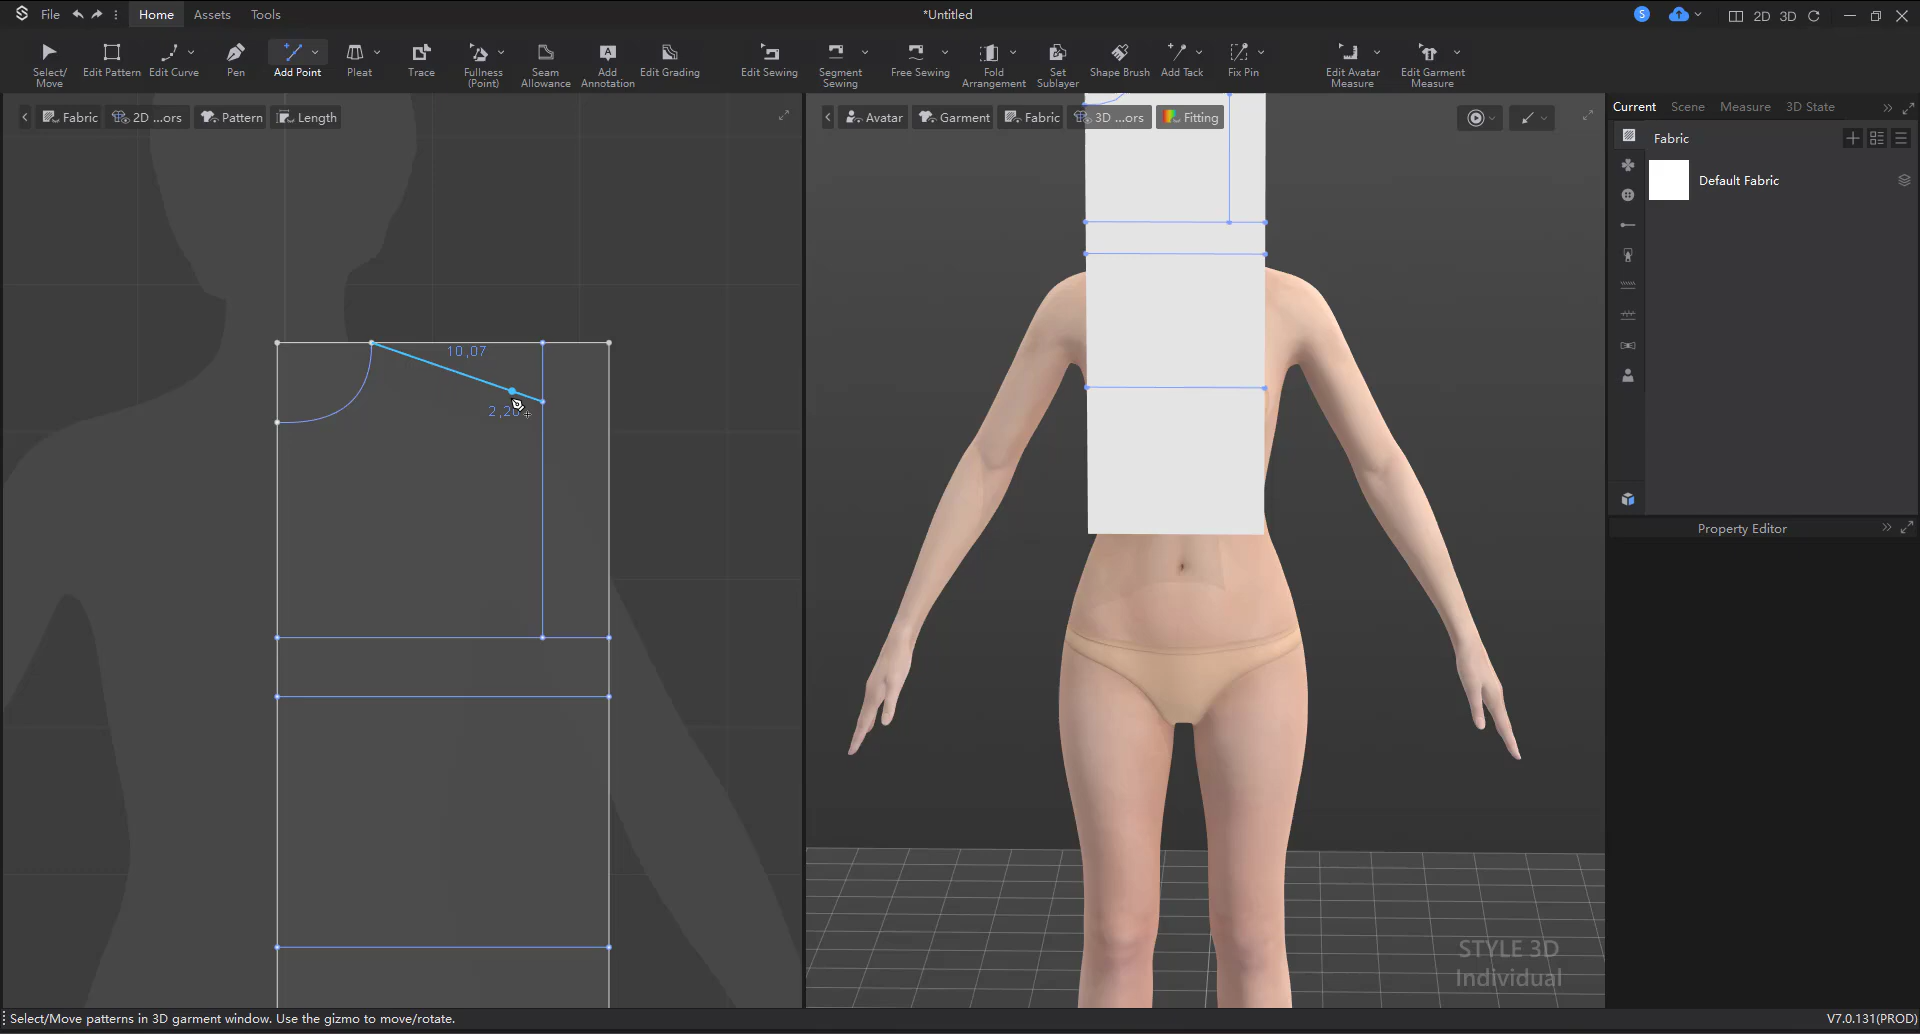 File
Home
Assets
Tools
*Untitled
S
2D
3D
Select/
Move
Edit Pattern
Edit Curve
Pen
Add Point
Pleat
Trace
Fullness
(Point)
Seam
Allowance
Add
Annotation
Edit Grading
Edit Sewing
Segment
Sewing
Free Sewing
Fold
Arrangement
Set
Sublayer
Shape Brush
Add Tack
Fix Pin
Edit Avatar
Measure
Edit Garment
Measure
Fabric
2D ...ors
Pattern
Length
Avatar
Garment
Fabric
3D ...ors
Fitting
Current
Scene
Measure
3D State
Fabric
Default Fabric
Property Editor
10,07
STYLE 3D
Individual
Select/Move patterns in 3D garment window. Use the gizmo to move/rotate.
V7.0.131(PROD)